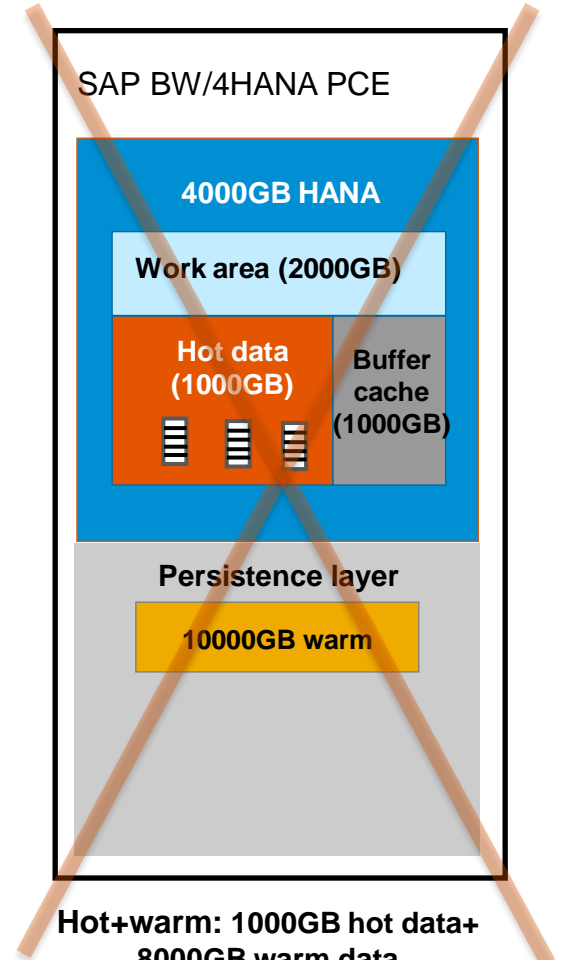 SAP BW/4HANA PCE
4000GB HANA
Work area (2000GB)
Hot data
(1000GB)
Buffer
cache
(1000GB)
Persistence layer
10000GB warm
Hot+warm: 1000GB hot data+
8000GB warm data